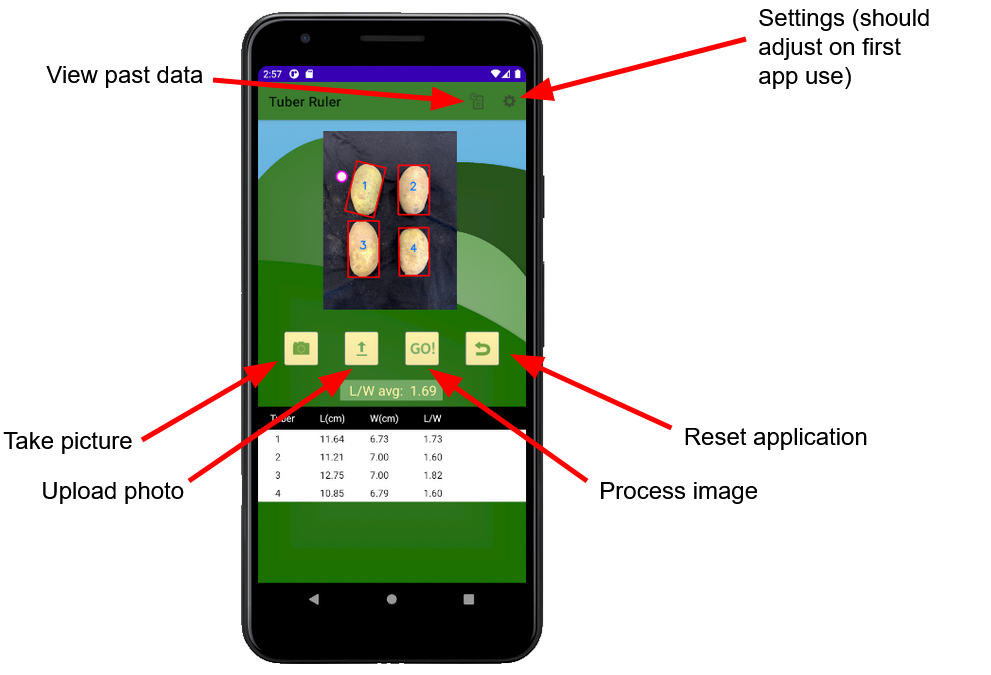 Settings (should
adjust on first
app use)
View past data
2:57
Tuber Ruler
1
2
3
4
GO!
L/W avg: 1.69
Take picture
Upload photo
Process image
Reset application
Tuber L(cm) W(cm) L/W
1 11.64 6.73 1.73
2 11.21 7.00 1.60
3 12.75 7.00 1.82
4 10.85 6.79 1.60